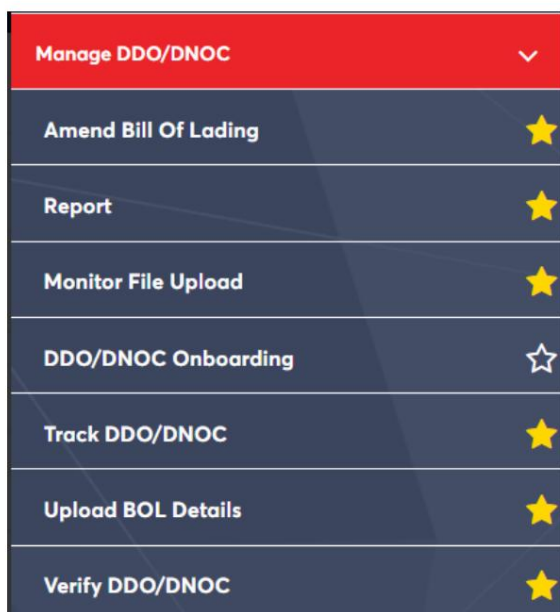 Manage DDO/DNOC
Amend Bill Of Lading
Report
Monitor File Upload
DDO/DNOC Onboarding
Track DDO/DNOC
Upload BOL Details
Verify DDO/DNOC